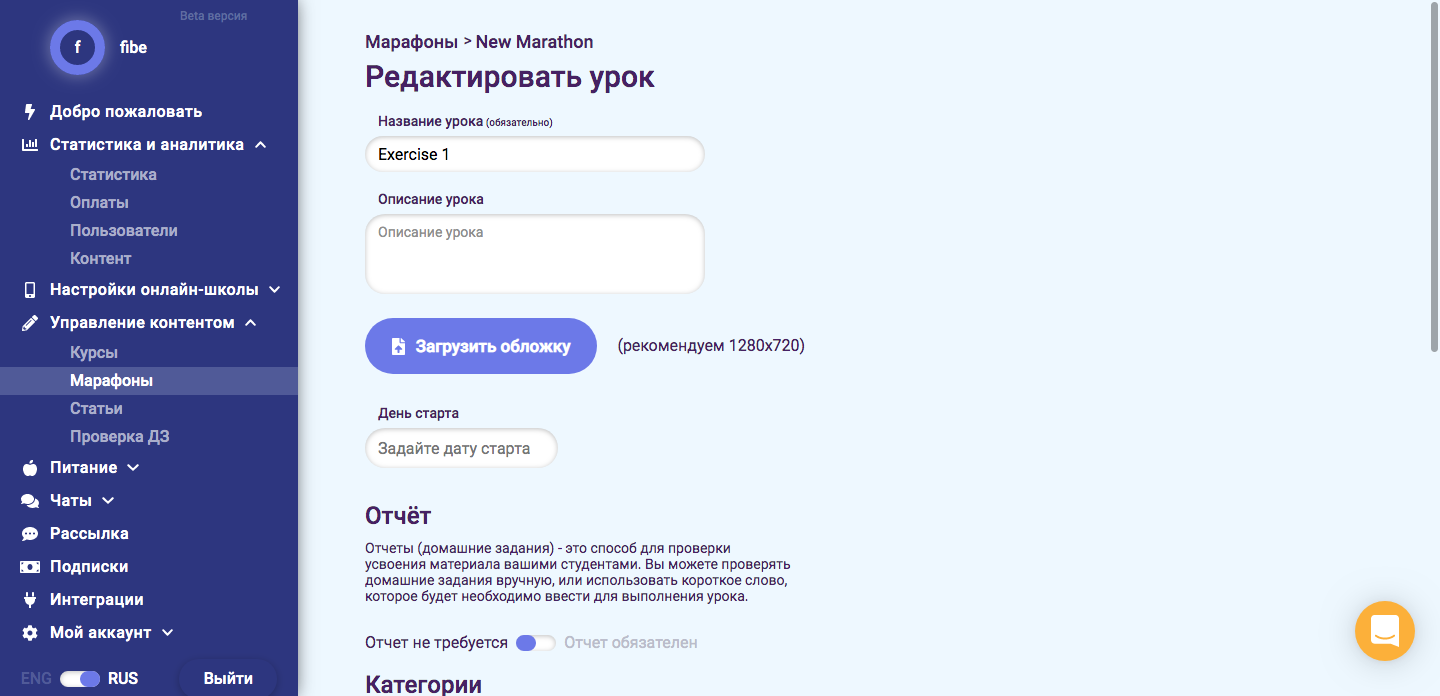 Beta версия
f
fibe
Добро пожаловать
Статистика и аналитика
Статистика
Оплаты
Пользователи
Контент
Настройки онлайн-школы
Управление контентом
Курсы
Марафоны
Статьи
Проверка ДЗ
Питание
Чаты
Рассылка
Подписки
Интеграции
Мой аккаунт
ENG RUS Выйти
Марафоны > New Marathon
Редактировать урок
Название урока (обязательно)
Exercise 1
Описание урока
Описание урока
Загрузить обложку (рекомендуем 1280x720)
День старта
Задайте дату старта
Отчёт
Отчеты (домашние задания) - это способ для проверки
усвоения материала вашими студентами. Вы можете проверять
домашние задания вручную, или использовать короткое слово,
которое будет необходимо ввести для выполнения урока.
Отчет не требуется Отчет обязателен
Категории